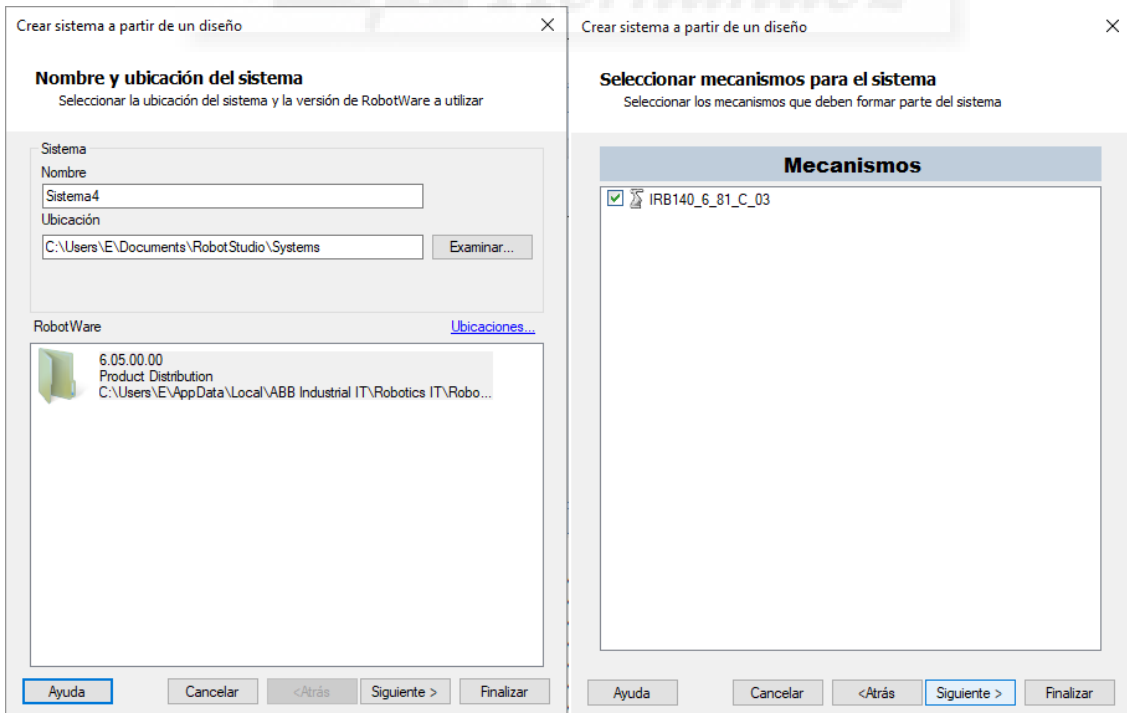 Crear sistema a partir de un diseño
Nombre y ubicación del sistema
Seleccionar la ubicación del sistema y la versión de RobotWare a utilizar
Sistema
Nombre
Sistema4
Ubicación
C:\Users\E\Documents\RobotStudio\Systems
Examinar...
RobotWare
Ubicaciones...
6.05.00.00
Product Distribution
C:\Users\E\AppData\Local\ABB Industrial IT\Robotics IT\Robo...
Ayuda
Cancelar
<Atrás
Siguiente >
Finalizar
Crear sistema a partir de un diseño
Seleccionar mecanismos para el sistema
Seleccionar los mecanismos que deben formar parte del sistema
Mecanismos
IRB140_6_81_C_03
Ayuda
Cancelar
<Atrás
Siguiente >
Finalizar